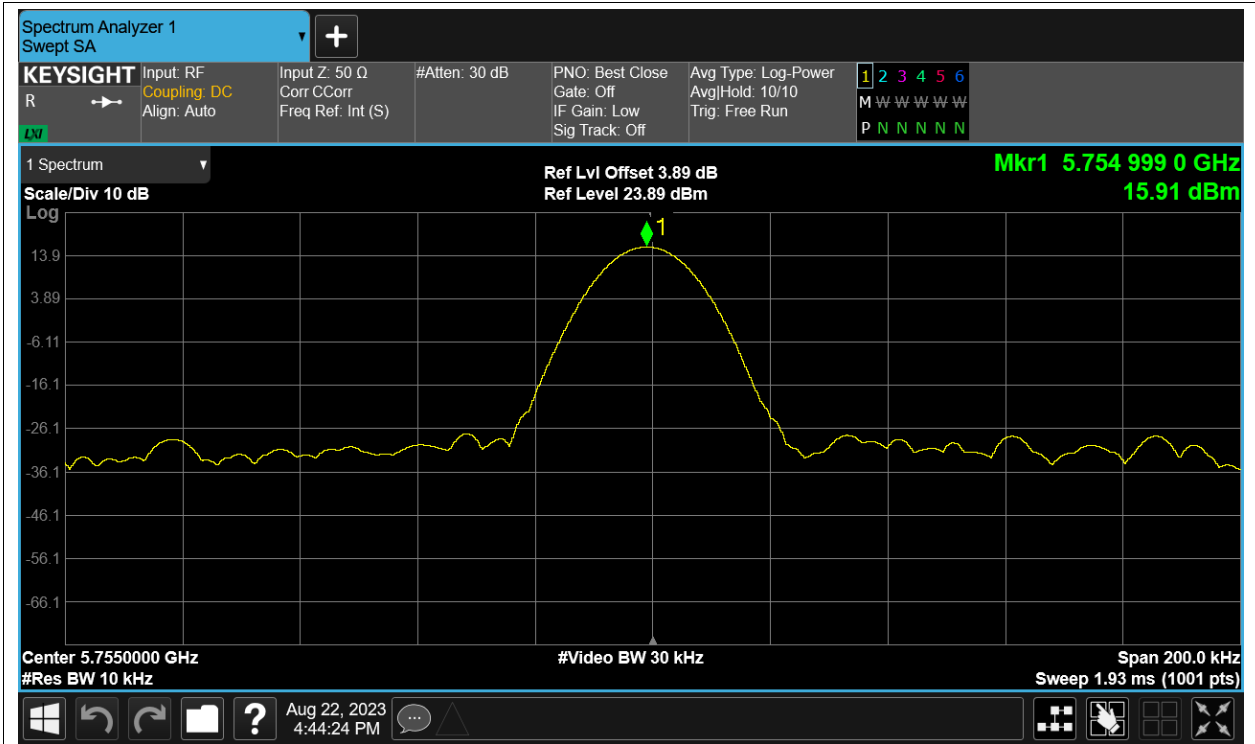 Spectrum Analyzer 1
Swept SA
KEYSIGHT
R
LXI
Input: RF
Coupling: DC
Align: Auto
Input Z: 50 Ω
Corr CCorr
Freq Ref: Int (S)
#Atten: 30 dB
PNO: Best Close
Gate: Off
IF Gain: Low
Sig Track: Off
Avg Type: Log-Power
Avg|Hold: 10/10
Trig: Free Run
1 2 3 4 5 6
M W W W W W W
P N N N N N
1 Spectrum
Scale/Div 10 dB
Log
Ref Lvl Offset 3.89 dB
Ref Level 23.89 dBm
Mkr1 5.754 999 0 GHz
15.91 dBm
1
13.9
3.89
-6.11
-16.1
-26.1
-36.1
-46.1
-56.1
-66.1
Center 5.7550000 GHz
#Res BW 10 kHz
#Video BW 30 kHz
Span 200.0 kHz
Sweep 1.93 ms (1001 pts)
?
Aug 22, 2023
4:44:24 PM